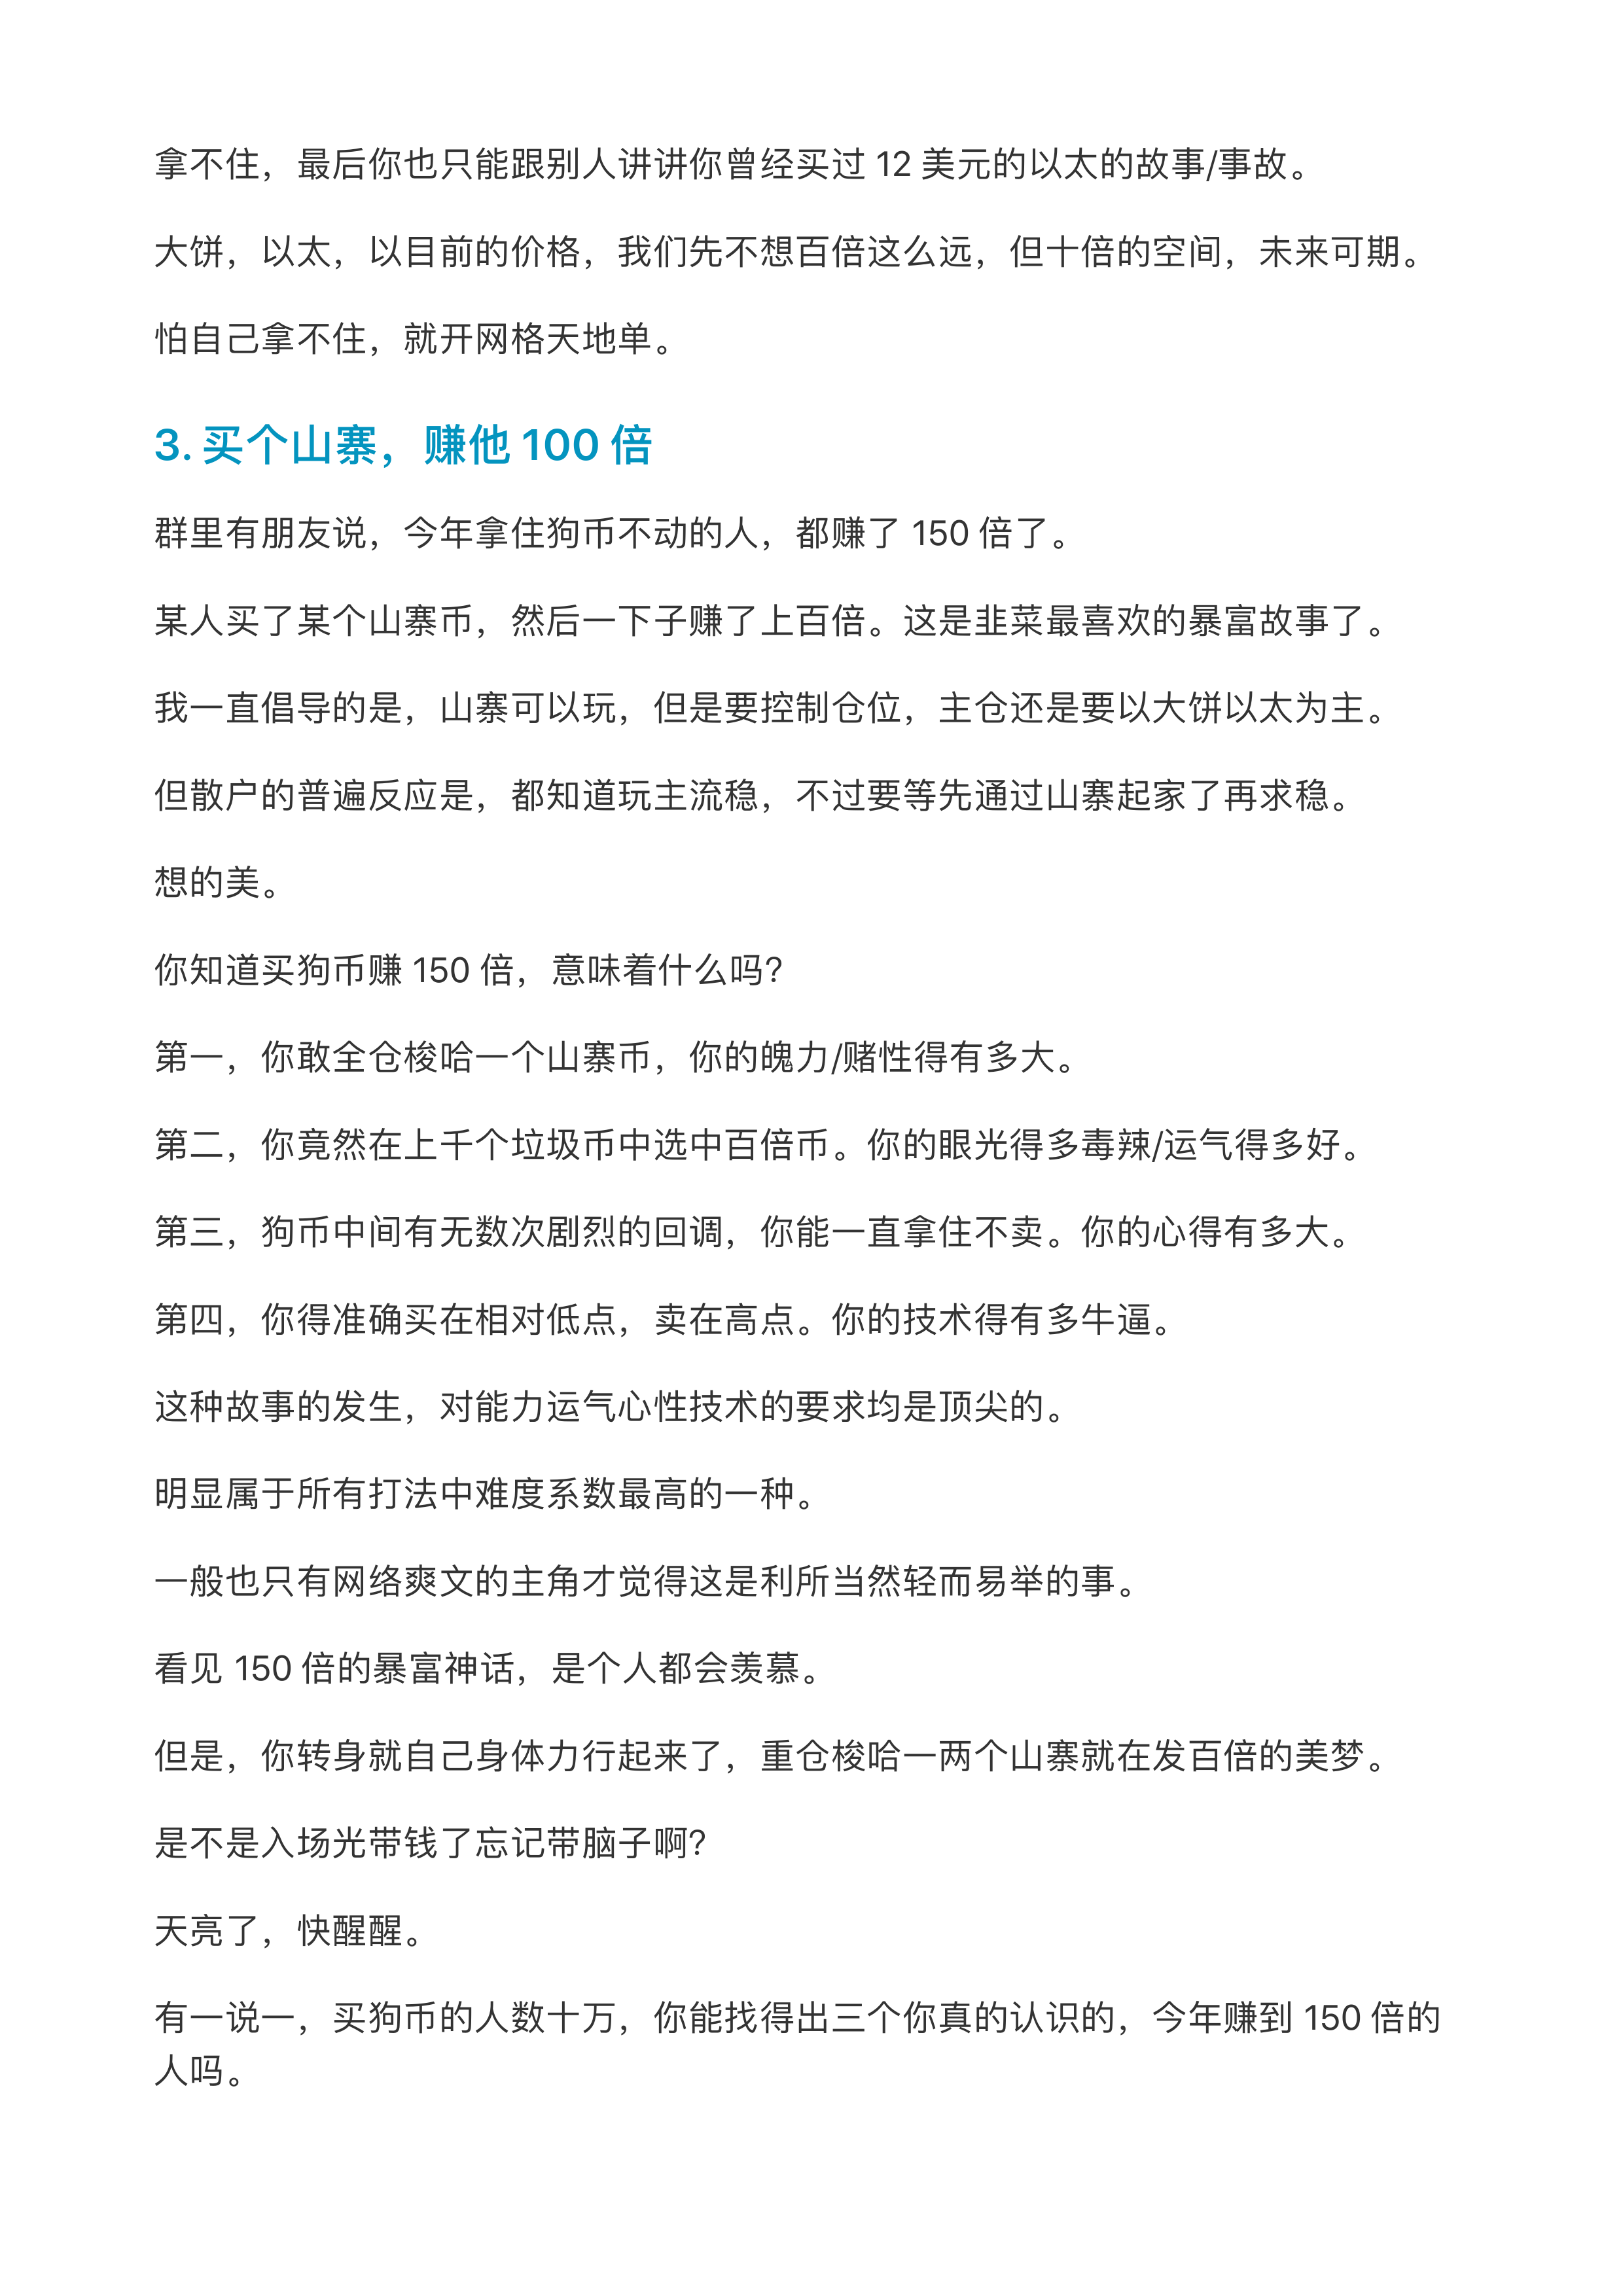 拿不住，最后你也只能跟别人讲讲你曾经买过 12 美元的以太的故事/事故。
大饼，以太，以目前的价格，我们先不想百倍这么远，但十倍的空间，未来可期。
怕自己拿不住，就开网格天地单。
3. 买个山寨，赚他 100 倍
群里有朋友说，今年拿住狗币不动的人，都赚了 150 倍了。
某人买了某个山寨币，然后一下子赚了上百倍。这是韭菜最喜欢的暴富故事了。
我一直倡导的是，山寨可以玩，但是要控制仓位，主仓还是要以大饼以太为主。
但散户的普遍反应是，都知道玩主流稳，不过要等先通过山寨起家了再求稳。
想的美。
你知道买狗币赚 150 倍，意味着什么吗?
第一，你敢全仓梭哈一个山寨币，你的魄力/赌性得有多大。
第二，你竟然在上千个垃圾币中选中百倍币。你的眼光得多毒辣/运气得多好。
第三，狗币中间有无数次剧烈的回调，你能一直拿住不卖。你的心得有多大。
第四，你得准确买在相对低点，卖在高点。你的技术得有多牛逼。
这种故事的发生，对能力运气心性技术的要求均是顶尖的。
明显属于所有打法中难度系数最高的一种。
一般也只有网络爽文的主角才觉得这是利所当然轻而易举的事。
看见 150 倍的暴富神话，是个人都会羡慕。
但是，你转身就自己身体力行起来了，重仓梭哈一两个山寨就在发百倍的美梦。
是不是入场光带钱了忘记带脑子啊?
天亮了，快醒醒。
有一说一，买狗币的人数十万，你能找得出三个你真的认识的，今年赚到 150 倍的
人吗。